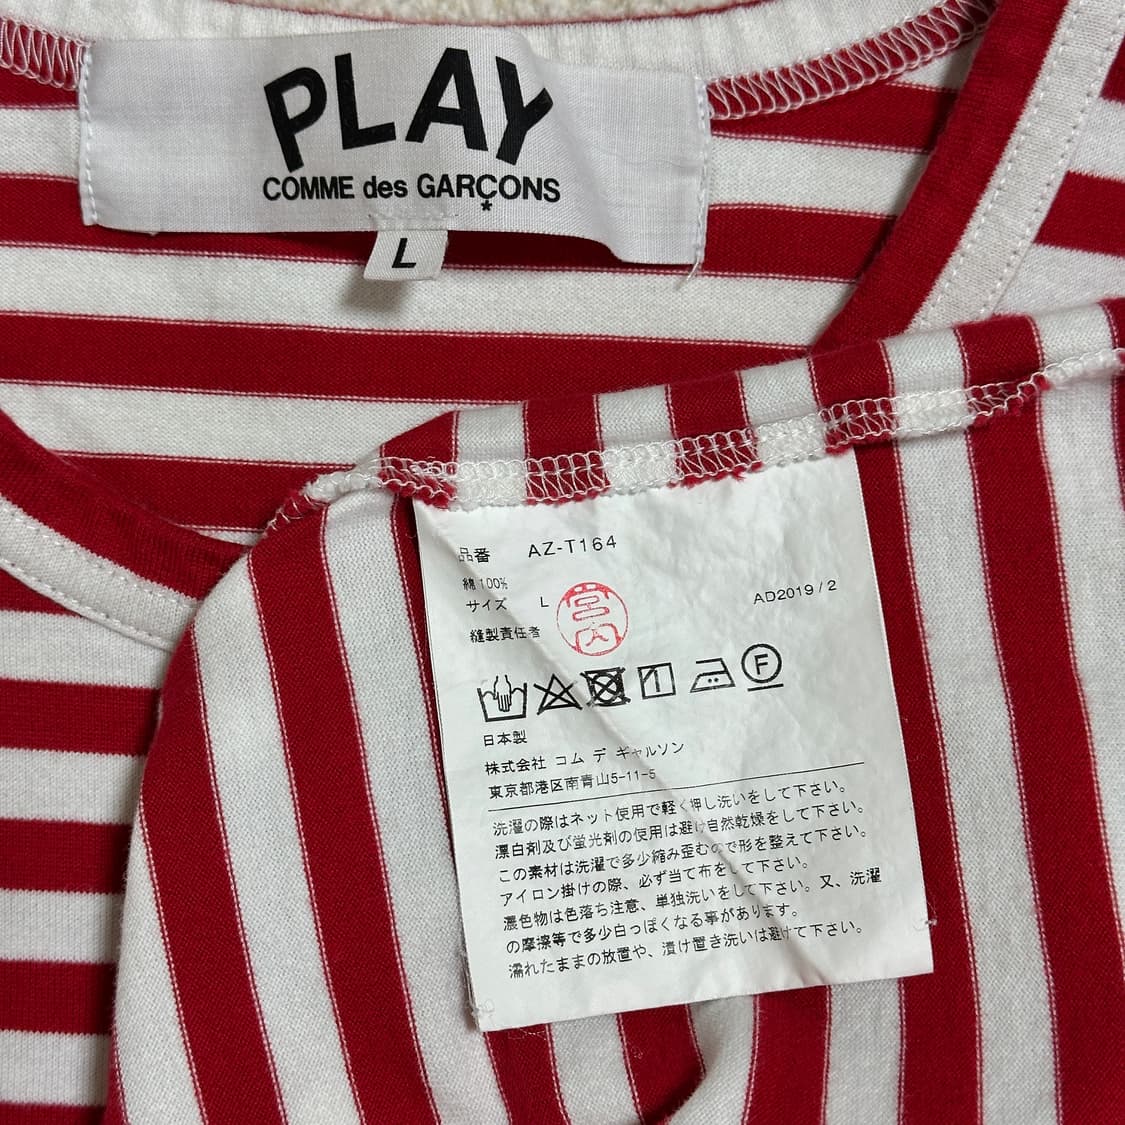 PLAY
COMME des GARÇONS
L
品番 AZ-T164
綿 100%
サイズ L
AD2019/2
縫製責任者
宮内
1
F
日本製
株式会社 コム デ ギャルソン
東京都港区南青山5-11-5
洗濯の際はネット使用で軽く押し洗いをして下さい。
漂白剤及び蛍光剤の使用は避け自然乾燥をして下さい。
この素材は洗濯で多少縮み歪むので形を整えて下さい。
アイロン掛けの際、必ず当て布をして下さい。
濃色物は色落ち注意、単独洗いをして下さい。又、洗濯
の摩擦等で多少白っぽくなる事があります。
濡れたままの放置や、漬け置き洗いは避けて下さい。